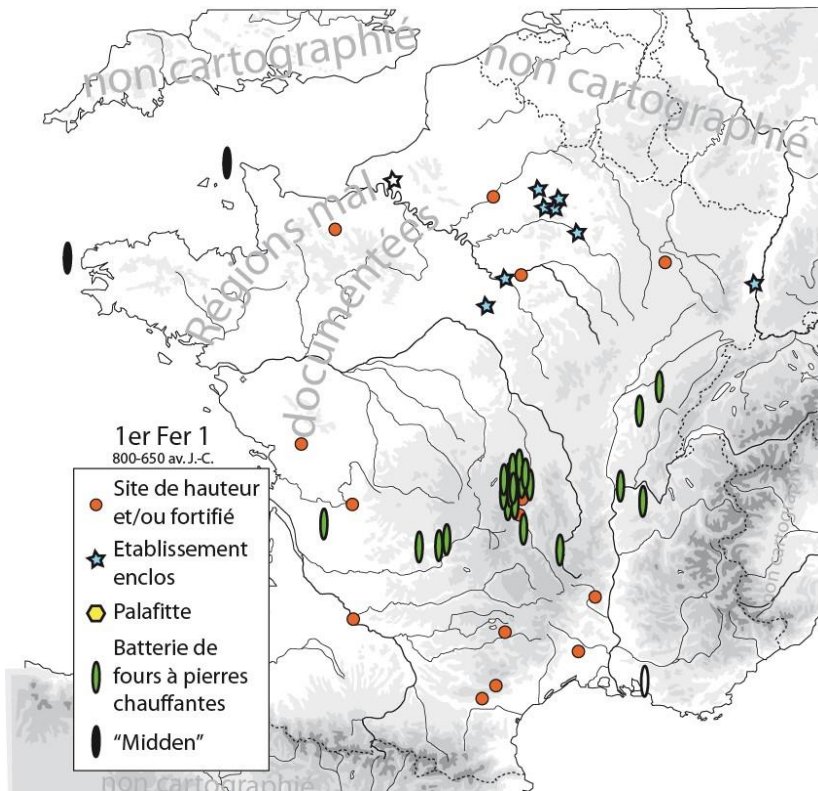 non cartographié
non cartographié
Régions mal
documentées
1er Fer 1
800-650 av. J.-C.
Site de hauteur
et/ou fortifié
Etablissement
enclos
Palafitte
Batterie de
fours à pierres
chauffantes
"Midden"
non cartographié
non cartographié